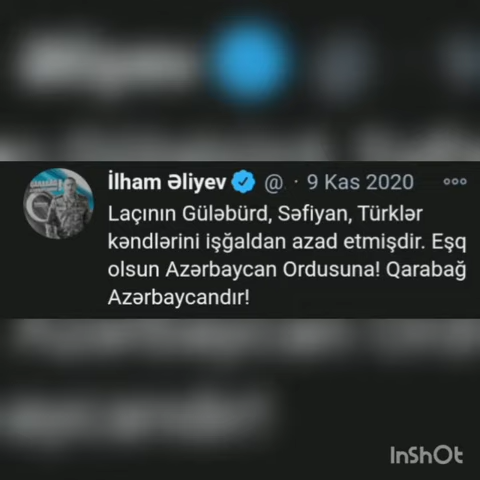 İlham Əliyev @. · 9 Kas 2020
Laçının Güləbürd, Səfiyan, Türklər
kəndlərini işğaldan azad etmişdir. Eşq
olsun Azərbaycan Ordusuna! Qarabağ
Azərbaycandır!
InShOt